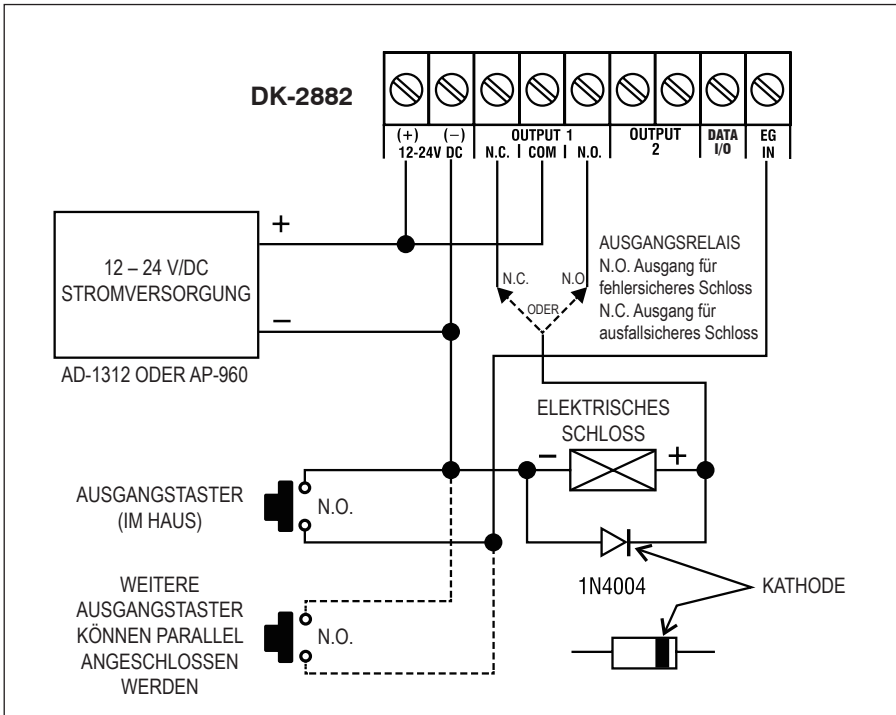 DK-2882
(+) (−) OUTPUT 1 OUTPUT DATA EG
12-24V DC N.C. COM N.O. 2 I/O IN
+
12 – 24 V/DC
STROMVERSORGUNG
−
AD-1312 ODER AP-960
N.C.
N.O
ODER
AUSGANGSRELAIS
N.O. Ausgang für
fehlersicheres Schloss
N.C. Ausgang für
ausfallsicheres Schloss
ELEKTRISCHES
SCHLOSS
− +
AUSGANGSTASTER
(IM HAUS)
N.O.
1N4004
KATHODE
WEITERE
AUSGANGSTASTER
KÖNNEN PARALLEL
ANGESCHLOSSEN
WERDEN
N.O.